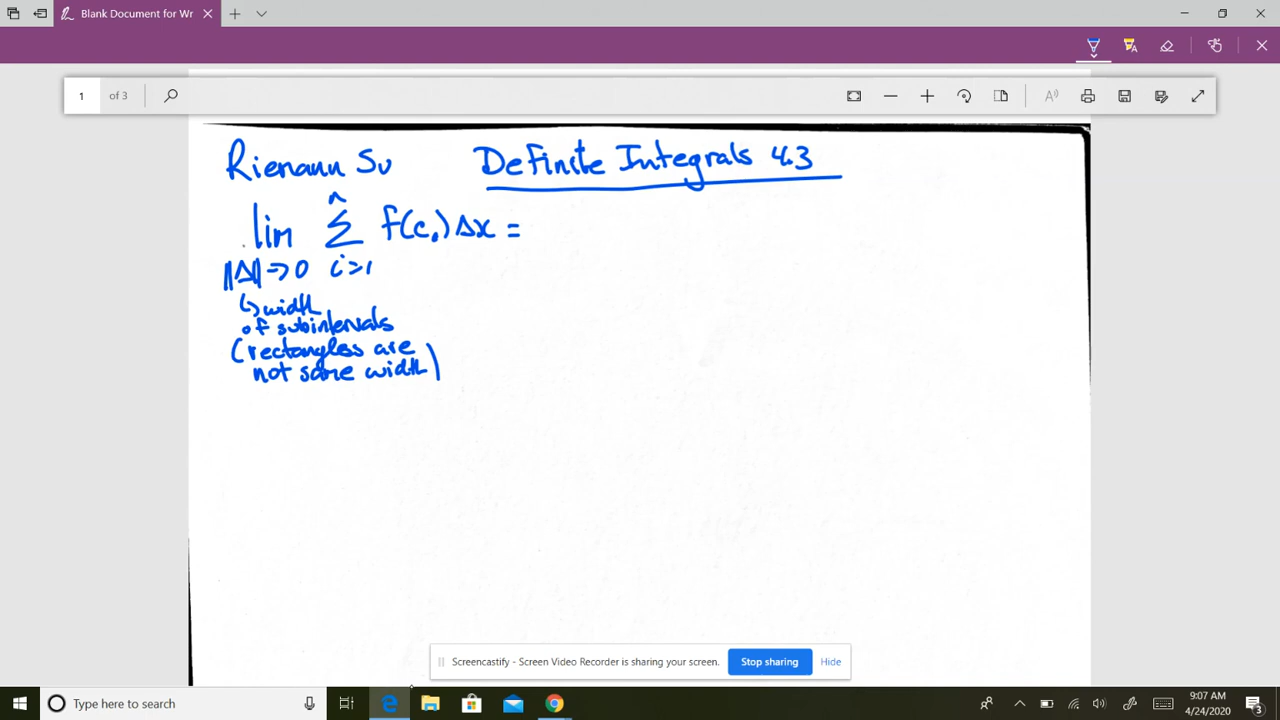 Blank Document for Wr
1 of 3
Riemann Su Definite Integrals 4.3
lim n ∑ f(ci) Δx =
||Δ|| → 0 i=1
↳ width
of subintervals
(rectangless are
not same width)
Screencastify - Screen Video Recorder is sharing your screen. Stop sharing Hide
Type here to search
9:07 AM
4/24/2020
3